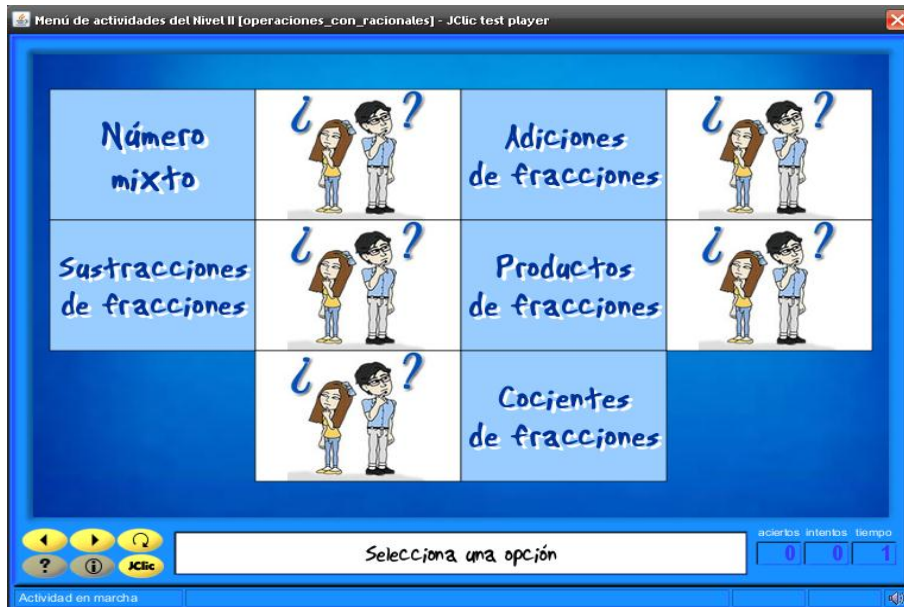 Menú de actividades del Nivel II [operaciones_con_racionales] - JClic test player
Número
mixto
¿ ?
Adiciones
de fracciones
¿ ?
Sustracciones
de fracciones
¿ ?
Productos
de fracciones
¿ ?
¿ ?
Cocientes
de fracciones
Selecciona una opción
aciertos intentos tiempo
0 0 1
? i JClic
Actividad en marcha